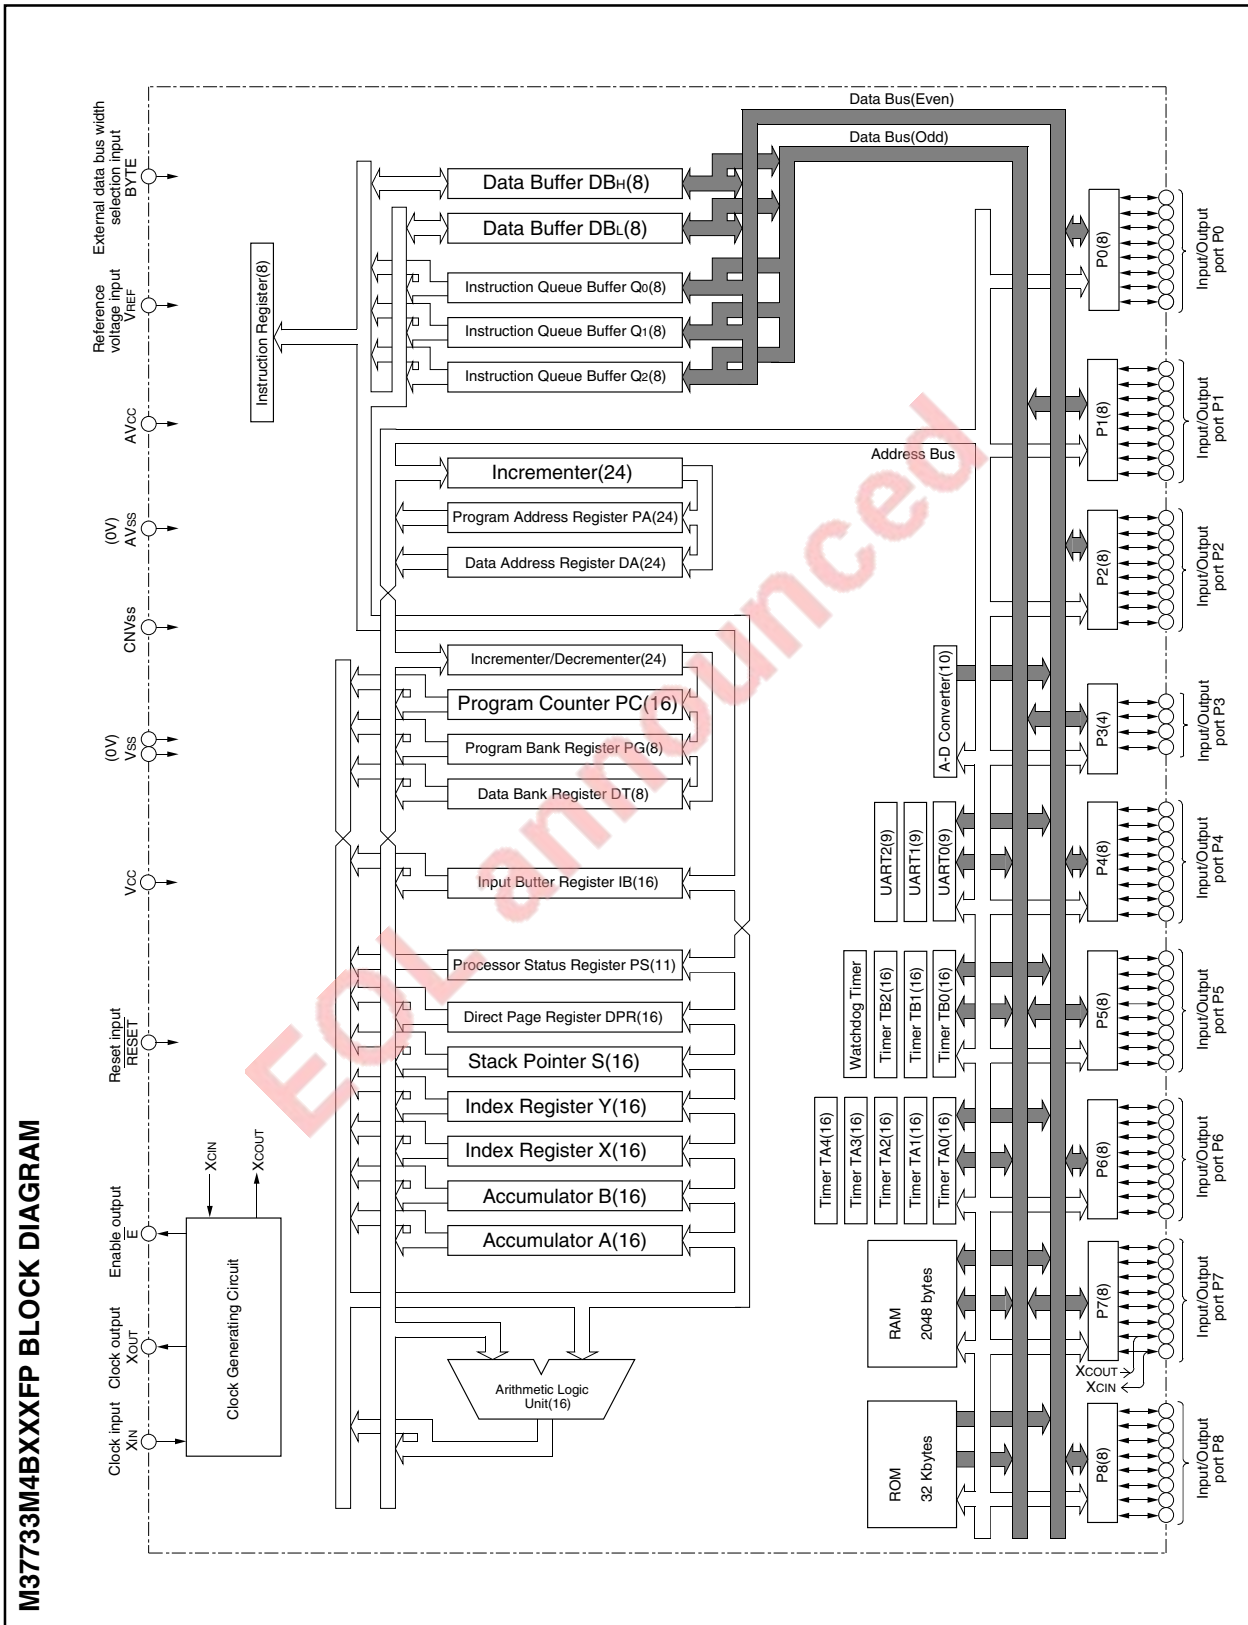 M37733M4BXXXFP BLOCK DIAGRAM
Clock input
XIN
Clock output
XOUT
Enable output
E
Reset input
RESET
VCC
(0V)
VSS
CNVSS
(0V)
AVSS
AVCC
Reference
voltage input
VREF
External data bus width
selection input
BYTE
Clock Generating Circuit
XCIN
XCOUT
Instruction Register(8)
Data Bus(Even)
Data Bus(Odd)
Data Buffer DBH(8)
Data Buffer DBL(8)
Instruction Queue Buffer Q0(8)
Instruction Queue Buffer Q1(8)
Instruction Queue Buffer Q2(8)
Address Bus
Incrementer(24)
Program Address Register PA(24)
Data Address Register DA(24)
Incrementer/Decrementer(24)
Program Counter PC(16)
Program Bank Register PG(8)
Data Bank Register DT(8)
Input Butter Register IB(16)
Processor Status Register PS(11)
Direct Page Register DPR(16)
Stack Pointer S(16)
Index Register Y(16)
Index Register X(16)
Accumulator B(16)
Accumulator A(16)
Arithmetic Logic
Unit(16)
A-D Converter(10)
UART2(9)
UART1(9)
UART0(9)
Watchdog Timer
Timer TB2(16)
Timer TB1(16)
Timer TB0(16)
Timer TA4(16)
Timer TA3(16)
Timer TA2(16)
Timer TA1(16)
Timer TA0(16)
RAM
2048 bytes
ROM
32 Kbytes
P0(8)
Input/Output
port P0
P1(8)
Input/Output
port P1
P2(8)
Input/Output
port P2
P3(4)
Input/Output
port P3
P4(8)
Input/Output
port P4
P5(8)
Input/Output
port P5
P6(8)
Input/Output
port P6
P7(8)
Input/Output
port P7
XCOUT
XCIN
P8(8)
Input/Output
port P8
EOL announced